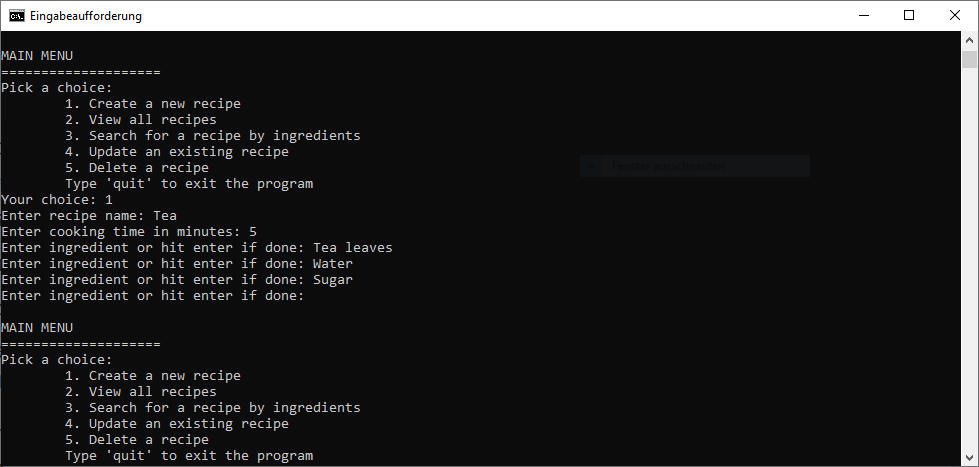 Eingabeaufforderung
MAIN MENU
====================
Pick a choice:
        1. Create a new recipe
        2. View all recipes
        3. Search for a recipe by ingredients
        4. Update an existing recipe
        5. Delete a recipe
        Type 'quit' to exit the program
Your choice: 1
Enter recipe name: Tea
Enter cooking time in minutes: 5
Enter ingredient or hit enter if done: Tea leaves
Enter ingredient or hit enter if done: Water
Enter ingredient or hit enter if done: Sugar
Enter ingredient or hit enter if done:
MAIN MENU
====================
Pick a choice:
        1. Create a new recipe
        2. View all recipes
        3. Search for a recipe by ingredients
        4. Update an existing recipe
        5. Delete a recipe
        Type 'quit' to exit the program